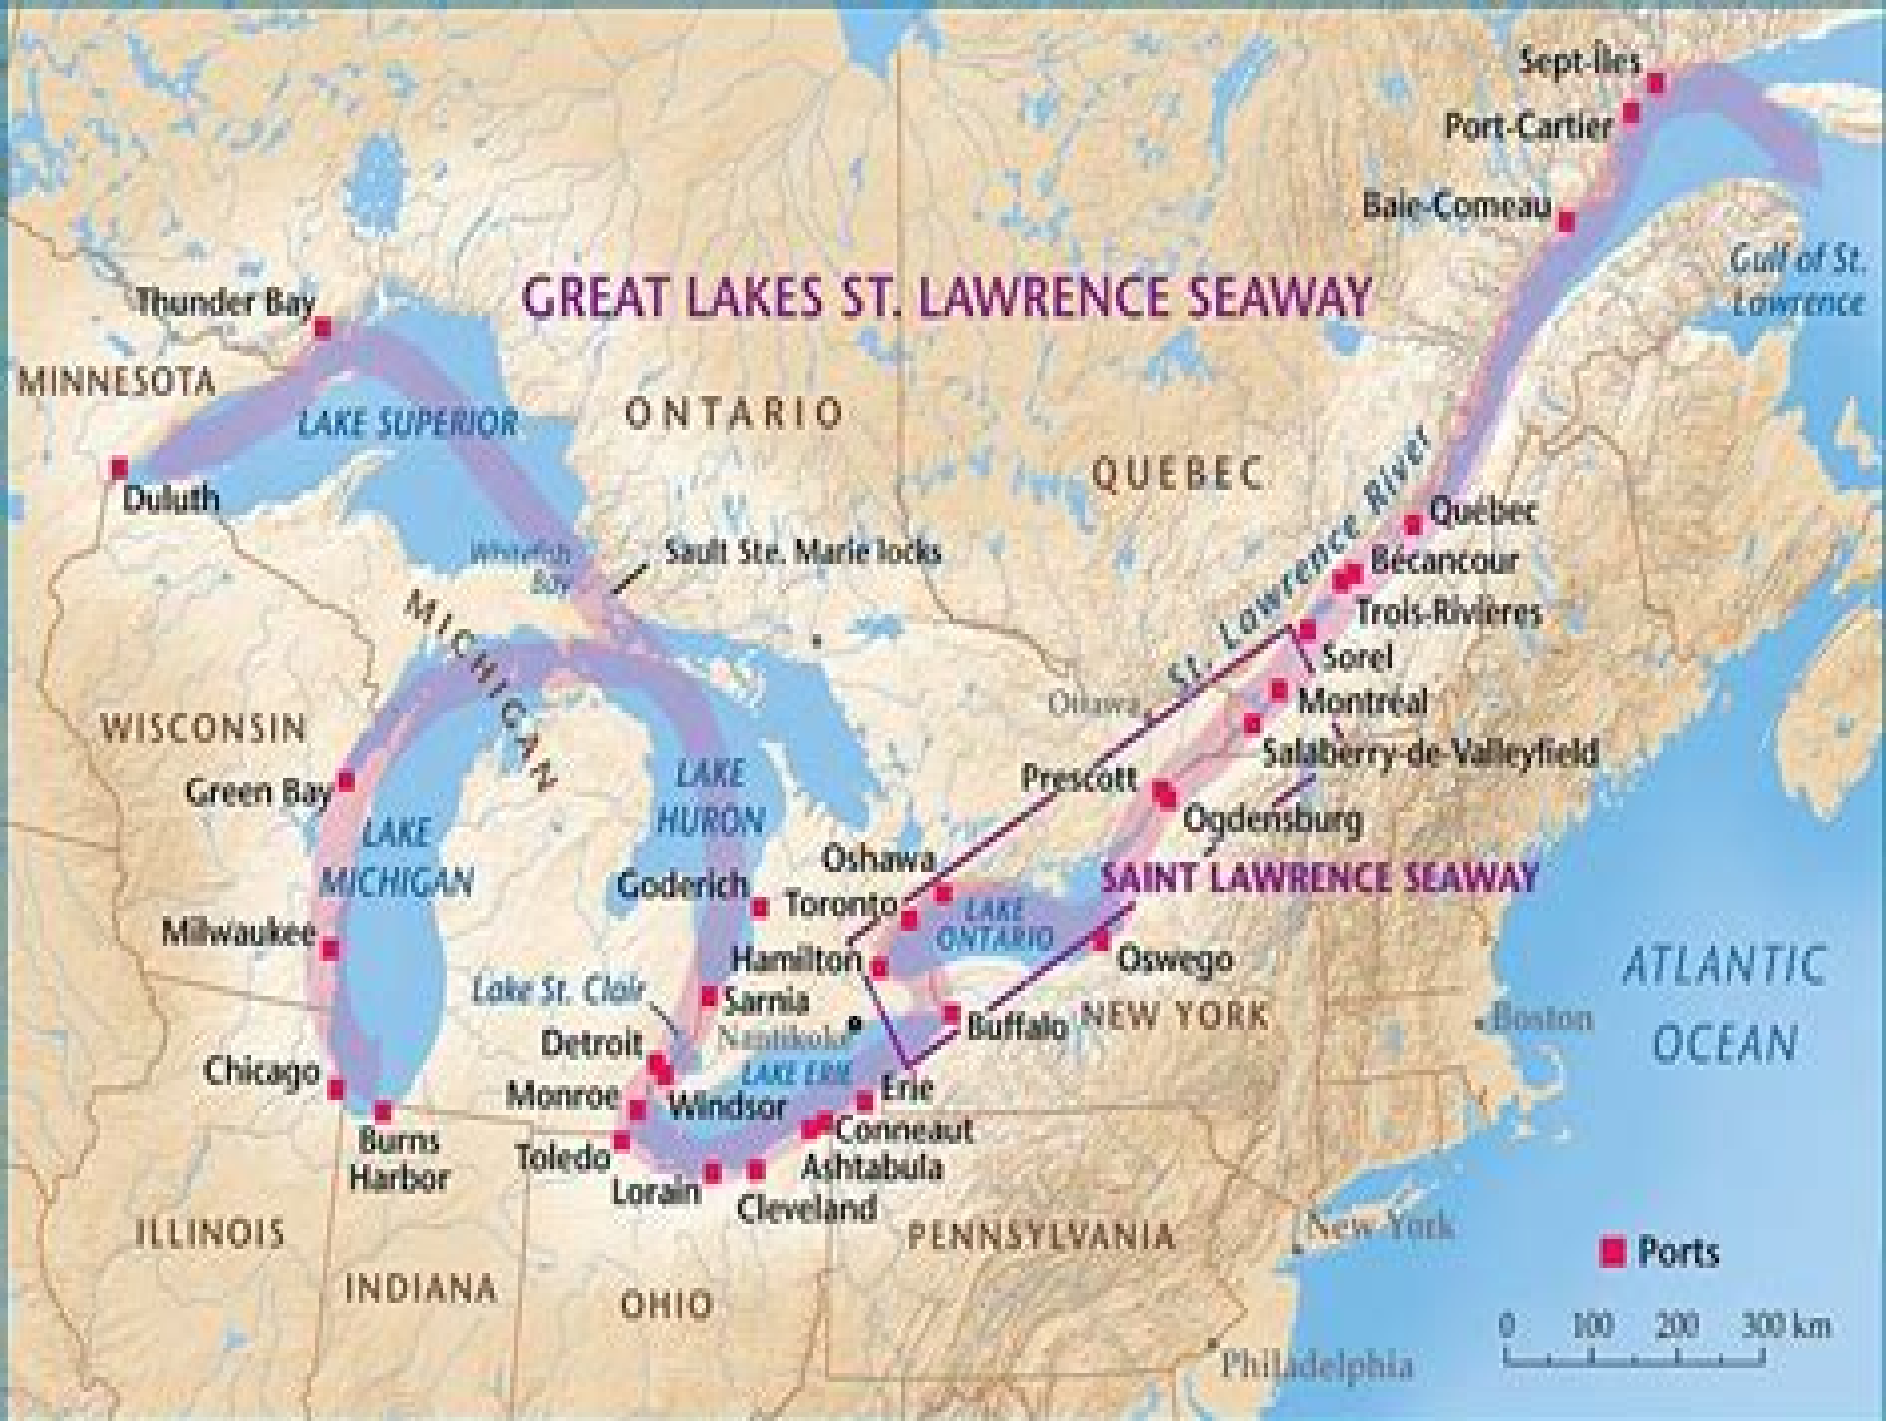 Sept-Îles
Port-Cartier
Baie-Comeau
Gulf of St.
Lawrence
Thunder Bay
GREAT LAKES ST. LAWRENCE SEAWAY
MINNESOTA
LAKE SUPERIOR
ONTARIO
QUEBEC
St. Lawrence River
Duluth
Québec
Whitefish
Bay
Sault Ste. Marie locks
Bécancour
MICHIGAN
Trois-Rivières
Sorel
Ottawa
Montréal
WISCONSIN
Salaberry-de-Valleyfield
Green Bay
LAKE
HURON
Prescott
Ogdensburg
LAKE
MICHIGAN
Oshawa
SAINT LAWRENCE SEAWAY
Goderich
Toronto
LAKE
ONTARIO
Milwaukee
Hamilton
Oswego
ATLANTIC
OCEAN
Lake St. Clair
Sarnia
Nantikoke
Buffalo
NEW YORK
Boston
Detroit
Chicago
LAKE ERIE
Erie
Monroe
Windsor
Conneaut
Burns
Harbor
Toledo
Ashtabula
Lorain
Cleveland
ILLINOIS
PENNSYLVANIA
New York
INDIANA
OHIO
Ports
0 100 200 300 km
Philadelphia